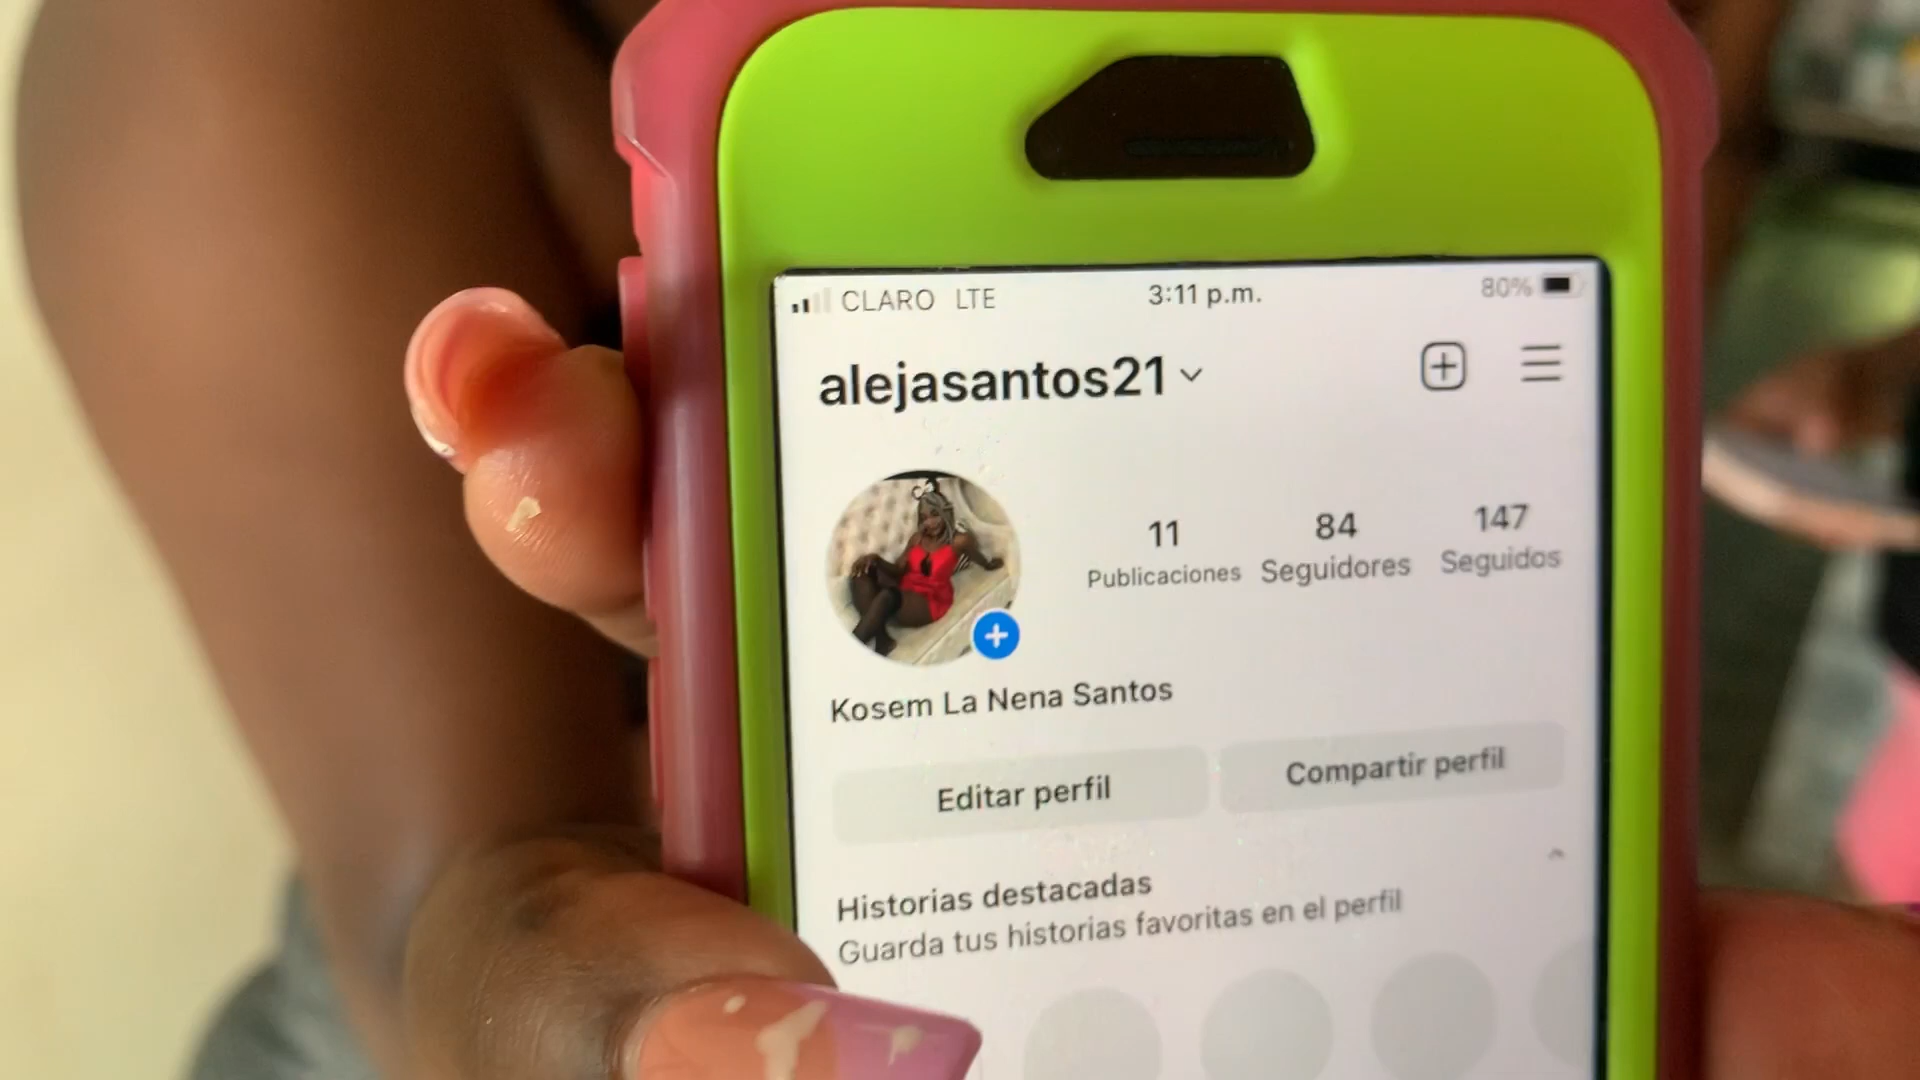 CLARO LTE 3:11 p.m. 80%
alejasantos21
11 84 147
Publicaciones Seguidores Seguidos
Kosem La Nena Santos
Editar perfil Compartir perfil
Historias destacadas
Guarda tus historias favoritas en el perfil